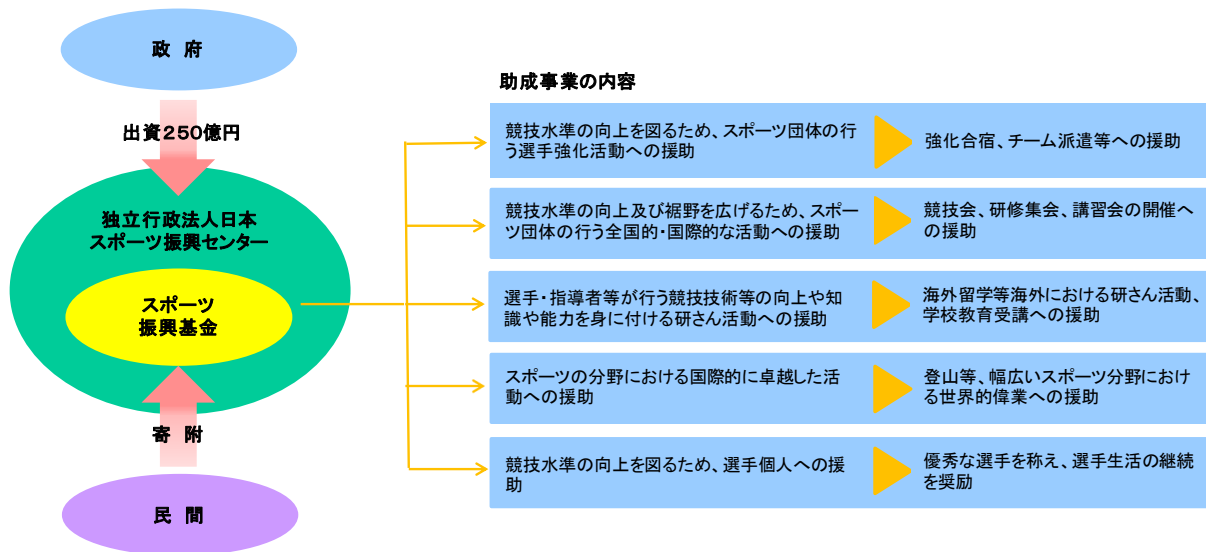 政 府
出資250億円
独立行政法人日本
スポーツ振興センター
スポーツ
振興基金
寄 附
民 間
助成事業の内容
競技水準の向上を図るため、スポーツ団体の行
う選手強化活動への援助
強化合宿、チーム派遣等への援助
競技水準の向上及び裾野を広げるため、スポー
ツ団体の行う全国的・国際的な活動への援助
競技会、研修集会、講習会の開催へ
の援助
選手・指導者等が行う競技技術等の向上や知
識や能力を身に付ける研さん活動への援助
海外留学等海外における研さん活動、
学校教育受講への援助
スポーツの分野における国際的に卓越した活
動への援助
登山等、幅広いスポーツ分野におけ
る世界的偉業への援助
競技水準の向上を図るため、選手個人への援
助
優秀な選手を称え、選手生活の継続
を奨励